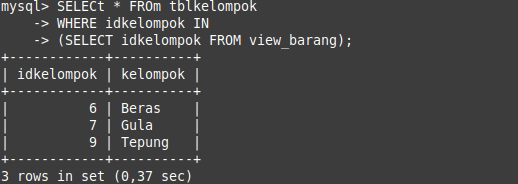 mysql> SELECt * FROm tblkelompok
    -> WHERE idkelompok IN
    -> (SELECT idkelompok FROM view_barang);
+------------+----------+
| idkelompok | kelompok |
+------------+----------+
|          6 | Beras    |
|          7 | Gula     |
|          9 | Tepung   |
+------------+----------+
3 rows in set (0,37 sec)